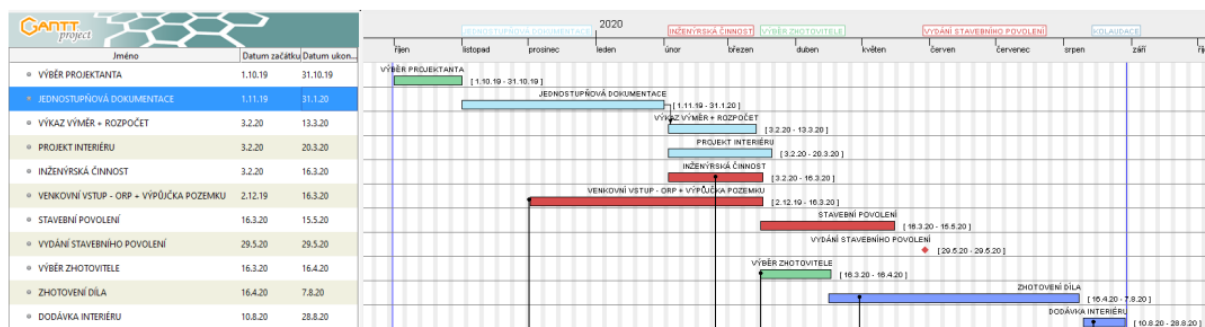 GANTT
project
2020
JEDNOSTUPŇOVÁ DOKUMENTACE INŽENÝRSKÁ ČINNOST VÝBĚR ZHOTOVITELE VYDÁNÍ STAVEBNÍHO POVOLENÍ KOLAUDACE
Jméno Datum začátku Datum ukon...
říjen listopad prosinec leden únor březen duben květen červen červenec srpen září
VÝBĚR PROJEKTANTA 1.10.19 31.10.19
JEDNOSTUPŇOVÁ DOKUMENTACE 1.11.19 31.1.20
VÝKAZ VÝMĚR + ROZPOČET 3.2.20 13.3.20
PROJEKT INTERIÉRU 3.2.20 20.3.20
INŽENÝRSKÁ ČINNOST 3.2.20 16.3.20
VENKOVNÍ VSTUP - ORP + VÝPŮJČKA POZEMKU 2.12.19 16.3.20
STAVEBNÍ POVOLENÍ 16.3.20 15.5.20
VYDÁNÍ STAVEBNÍHO POVOLENÍ 29.5.20 29.5.20
VÝBĚR ZHOTOVITELE 16.3.20 16.4.20
ZHOTOVENÍ DÍLA 16.4.20 7.8.20
DODÁVKA INTERIÉRU 10.8.20 28.8.20
VÝBĚR PROJEKTANTA
[ 1.10.19 - 31.10.19 ]
JEDNOSTUPŇOVÁ DOKUMENTACE
[ 1.11.19 - 31.1.20 ]
VÝKAZ VÝMĚR + ROZPOČET
[ 3.2.20 - 13.3.20 ]
PROJEKT INTERIÉRU
[ 3.2.20 - 20.3.20 ]
INŽENÝRSKÁ ČINNOST
[ 3.2.20 - 16.3.20 ]
VENKOVNÍ VSTUP - ORP + VÝPŮJČKA POZEMKU
[ 2.12.19 - 16.3.20 ]
STAVEBNÍ POVOLENÍ
[ 16.3.20 - 15.5.20 ]
VYDÁNÍ STAVEBNÍHO POVOLENÍ
[ 29.5.20 - 29.5.20 ]
VÝBĚR ZHOTOVITELE
[ 16.3.20 - 16.4.20 ]
ZHOTOVENÍ DÍLA
[ 16.4.20 - 7.8.20 ]
DODÁVKA INTERIÉRU
[ 10.8.20 - 28.8.20 ]